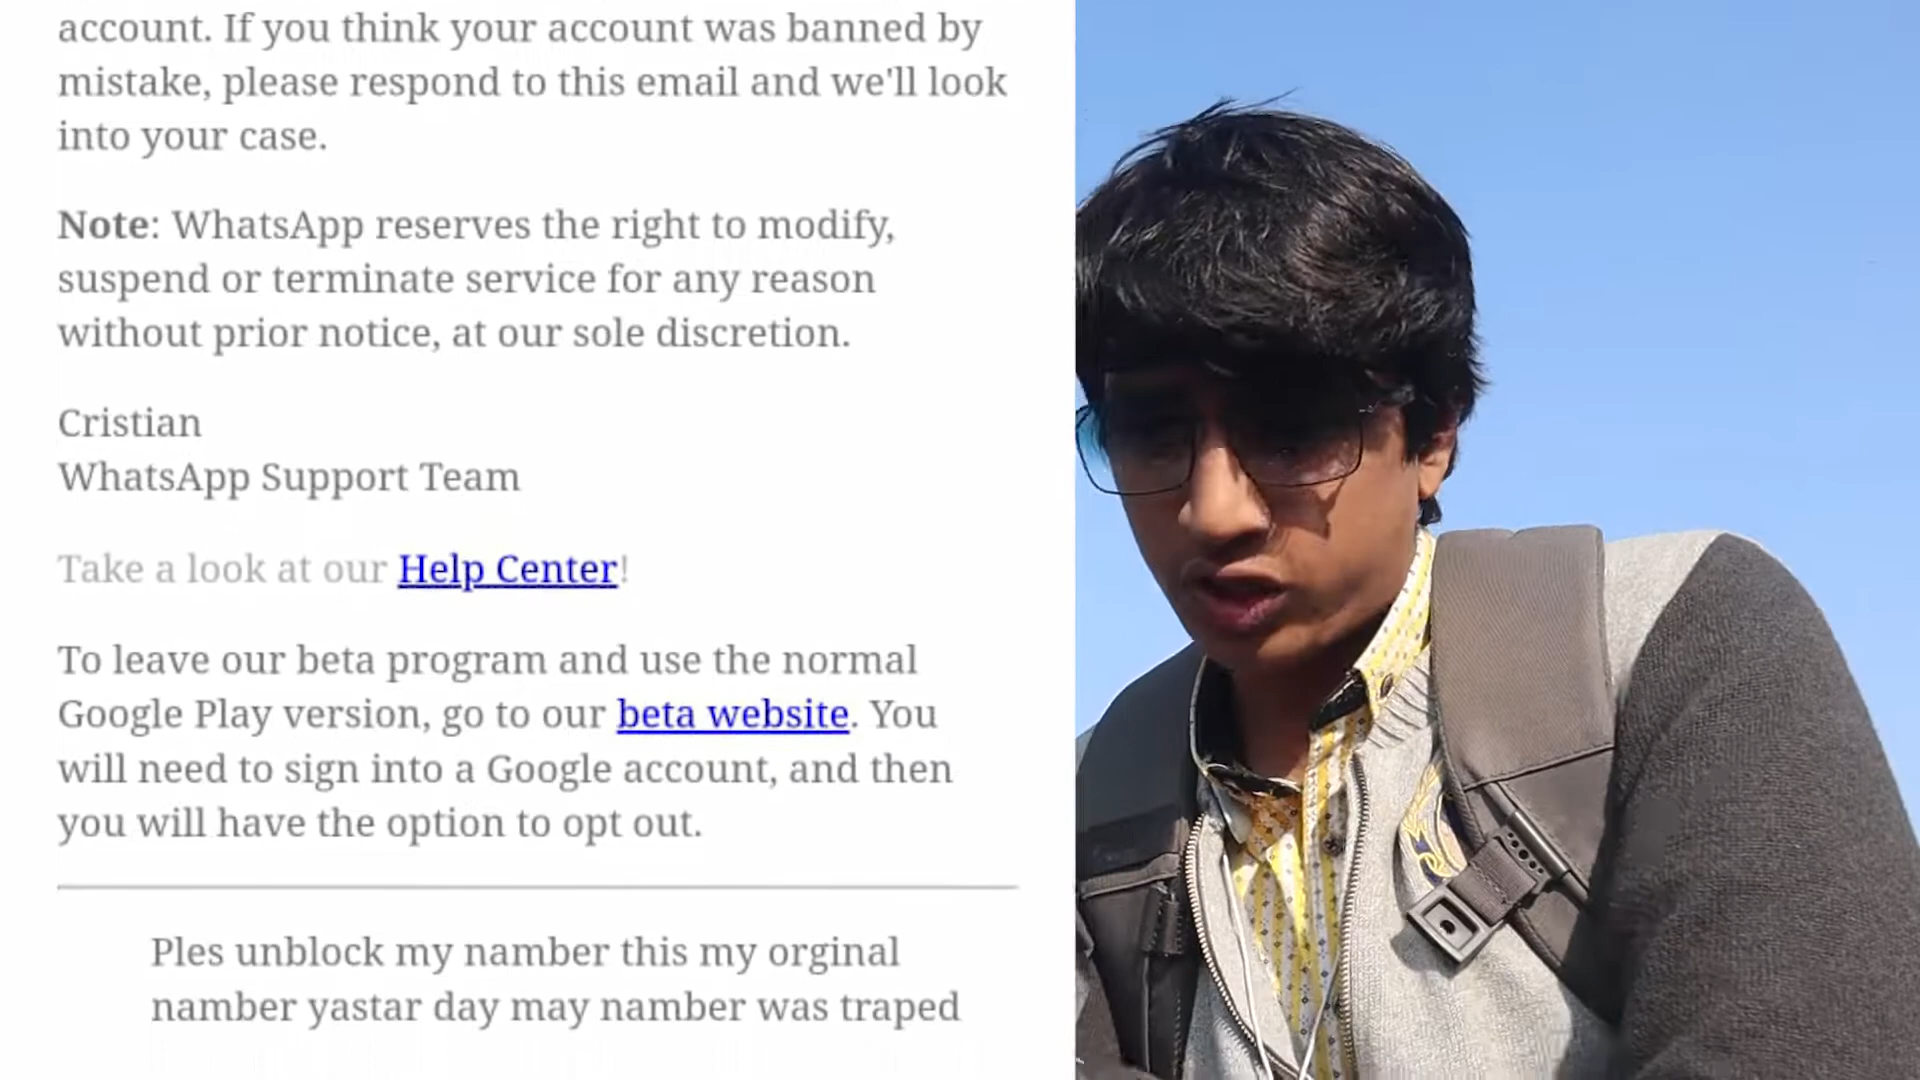 account. If you think your account was banned by
mistake, please respond to this email and we'll look
into your case.
Note: WhatsApp reserves the right to modify,
suspend or terminate service for any reason
without prior notice, at our sole discretion.
Cristian
WhatsApp Support Team
Take a look at our Help Center!
To leave our beta program and use the normal
Google Play version, go to our beta website. You
will need to sign into a Google account, and then
you will have the option to opt out.
Ples unblock my namber this my orginal
namber yastar day may namber was traped